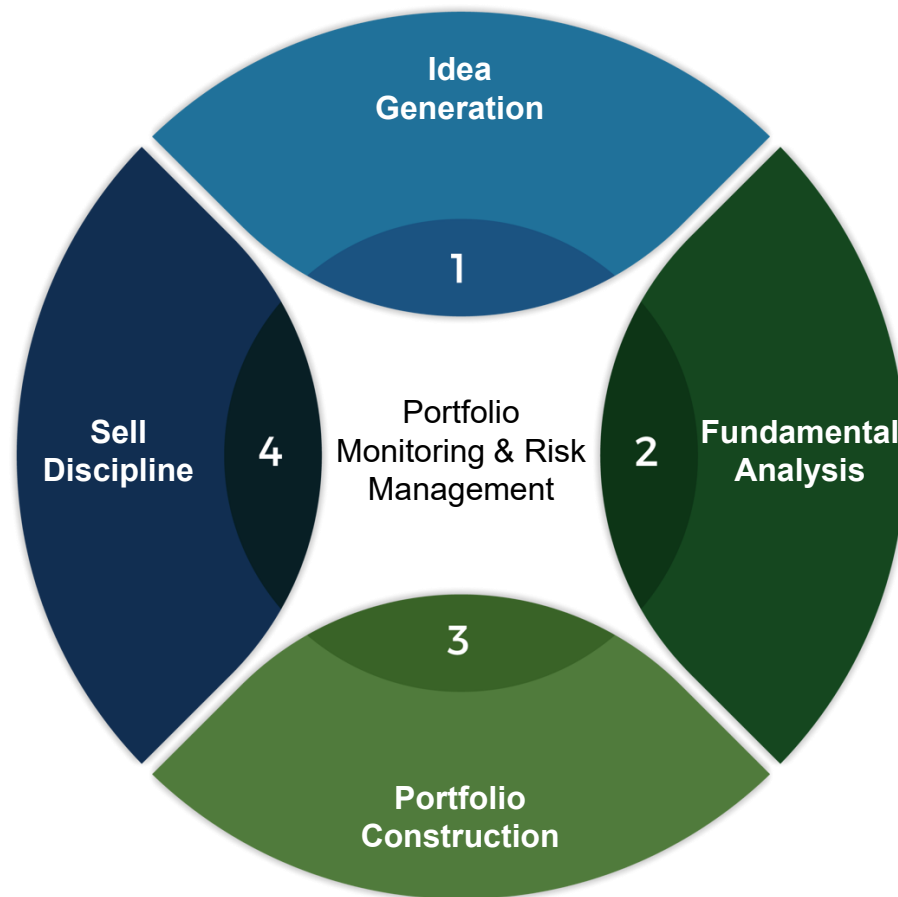 Idea
Generation
1
2
Fundamental
Analysis
3
Portfolio
Construction
4
Sell
Discipline
Portfolio
Monitoring & Risk
Management